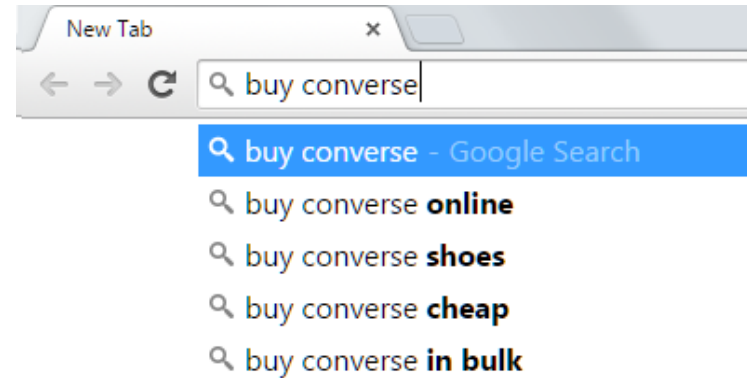 New Tab
buy converse
buy converse - Google Search
buy converse online
buy converse shoes
buy converse cheap
buy converse in bulk